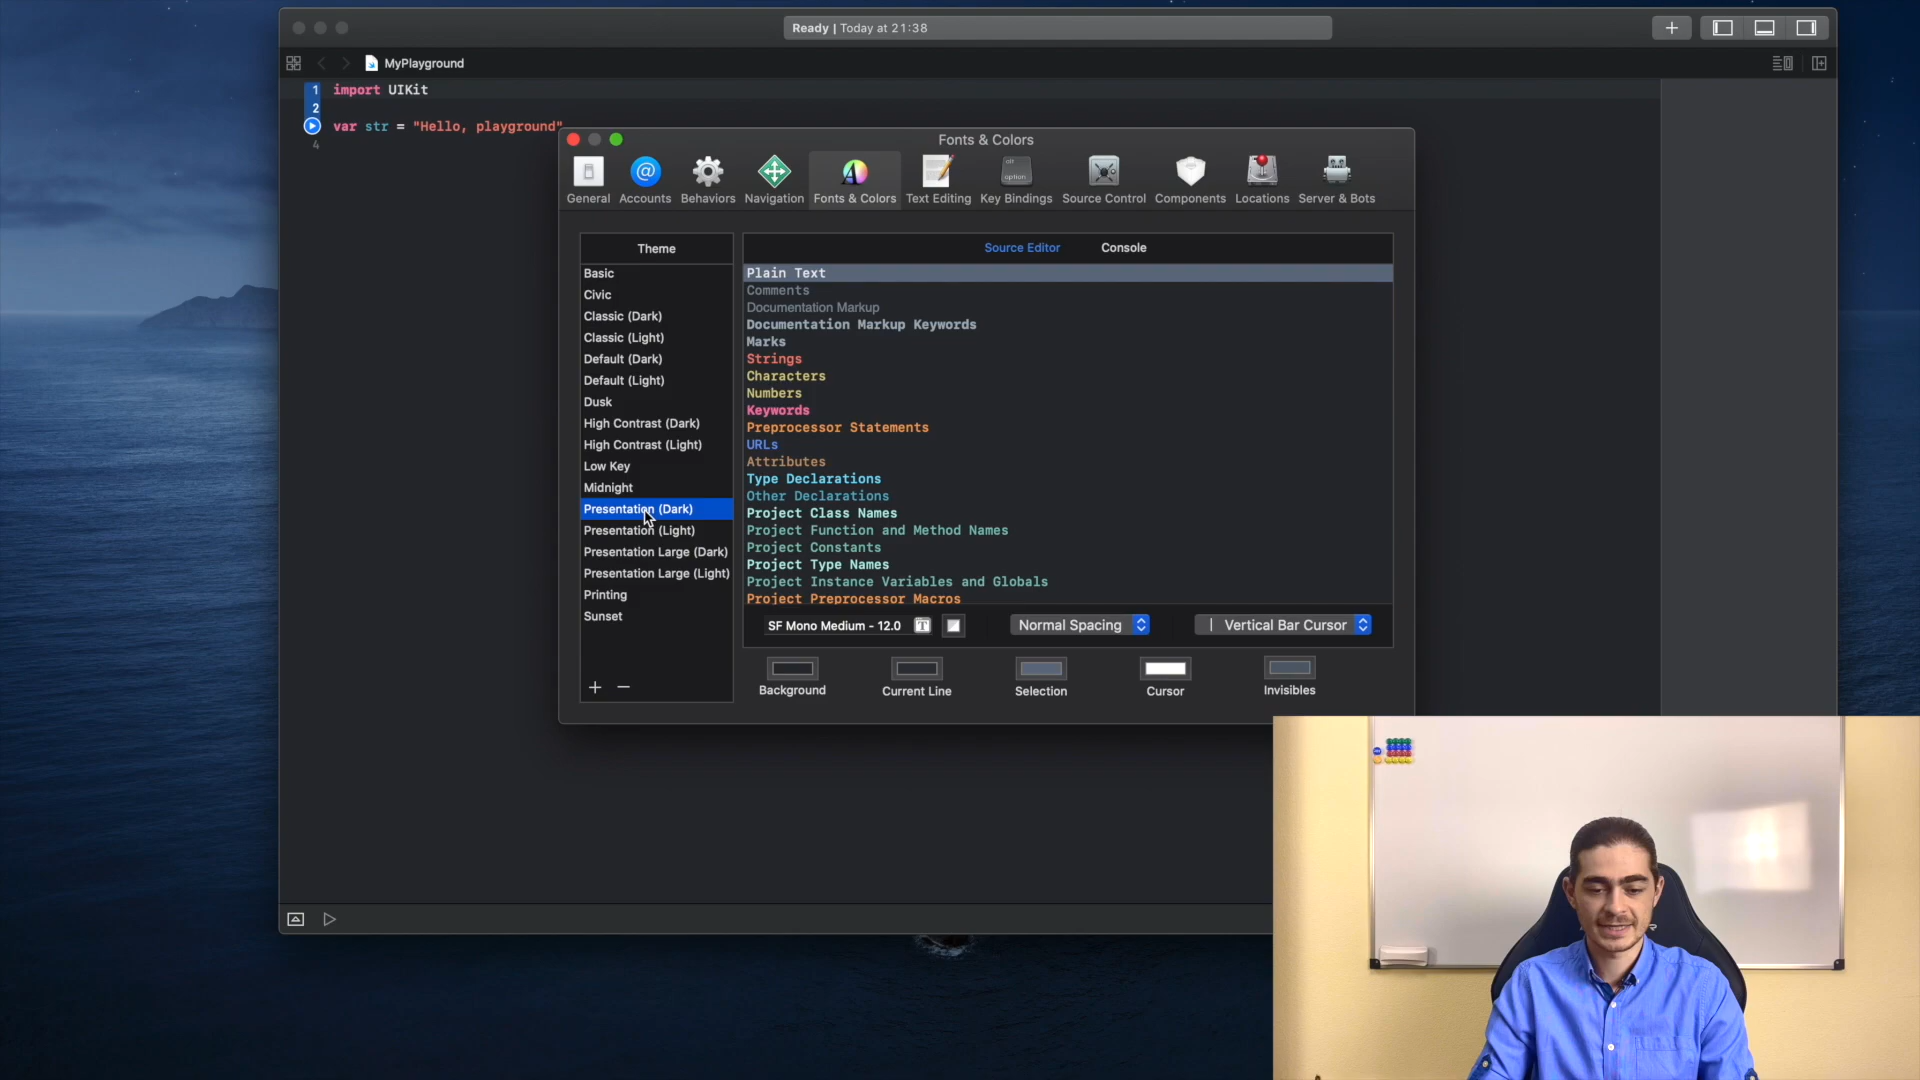 Ready | Today at 21:38
MyPlayground
1 import UIKit
2
var str = "Hello, playground"
4
Fonts & Colors
alt
option
General Accounts Behaviors Navigation Fonts & Colors Text Editing Key Bindings Source Control Components Locations Server & Bots
Theme
Basic
Civic
Classic (Dark)
Classic (Light)
Default (Dark)
Default (Light)
Dusk
High Contrast (Dark)
High Contrast (Light)
Low Key
Midnight
Presentation (Dark)
Presentation (Light)
Presentation Large (Dark)
Presentation Large (Light)
Printing
Sunset
Source Editor Console
Plain Text
Comments
Documentation Markup
Documentation Markup Keywords
Marks
Strings
Characters
Numbers
Keywords
Preprocessor Statements
URLs
Attributes
Type Declarations
Other Declarations
Project Class Names
Project Function and Method Names
Project Constants
Project Type Names
Project Instance Variables and Globals
Project Preprocessor Macros
SF Mono Medium - 12.0 T Normal Spacing Vertical Bar Cursor
Background Current Line Selection Cursor Invisibles